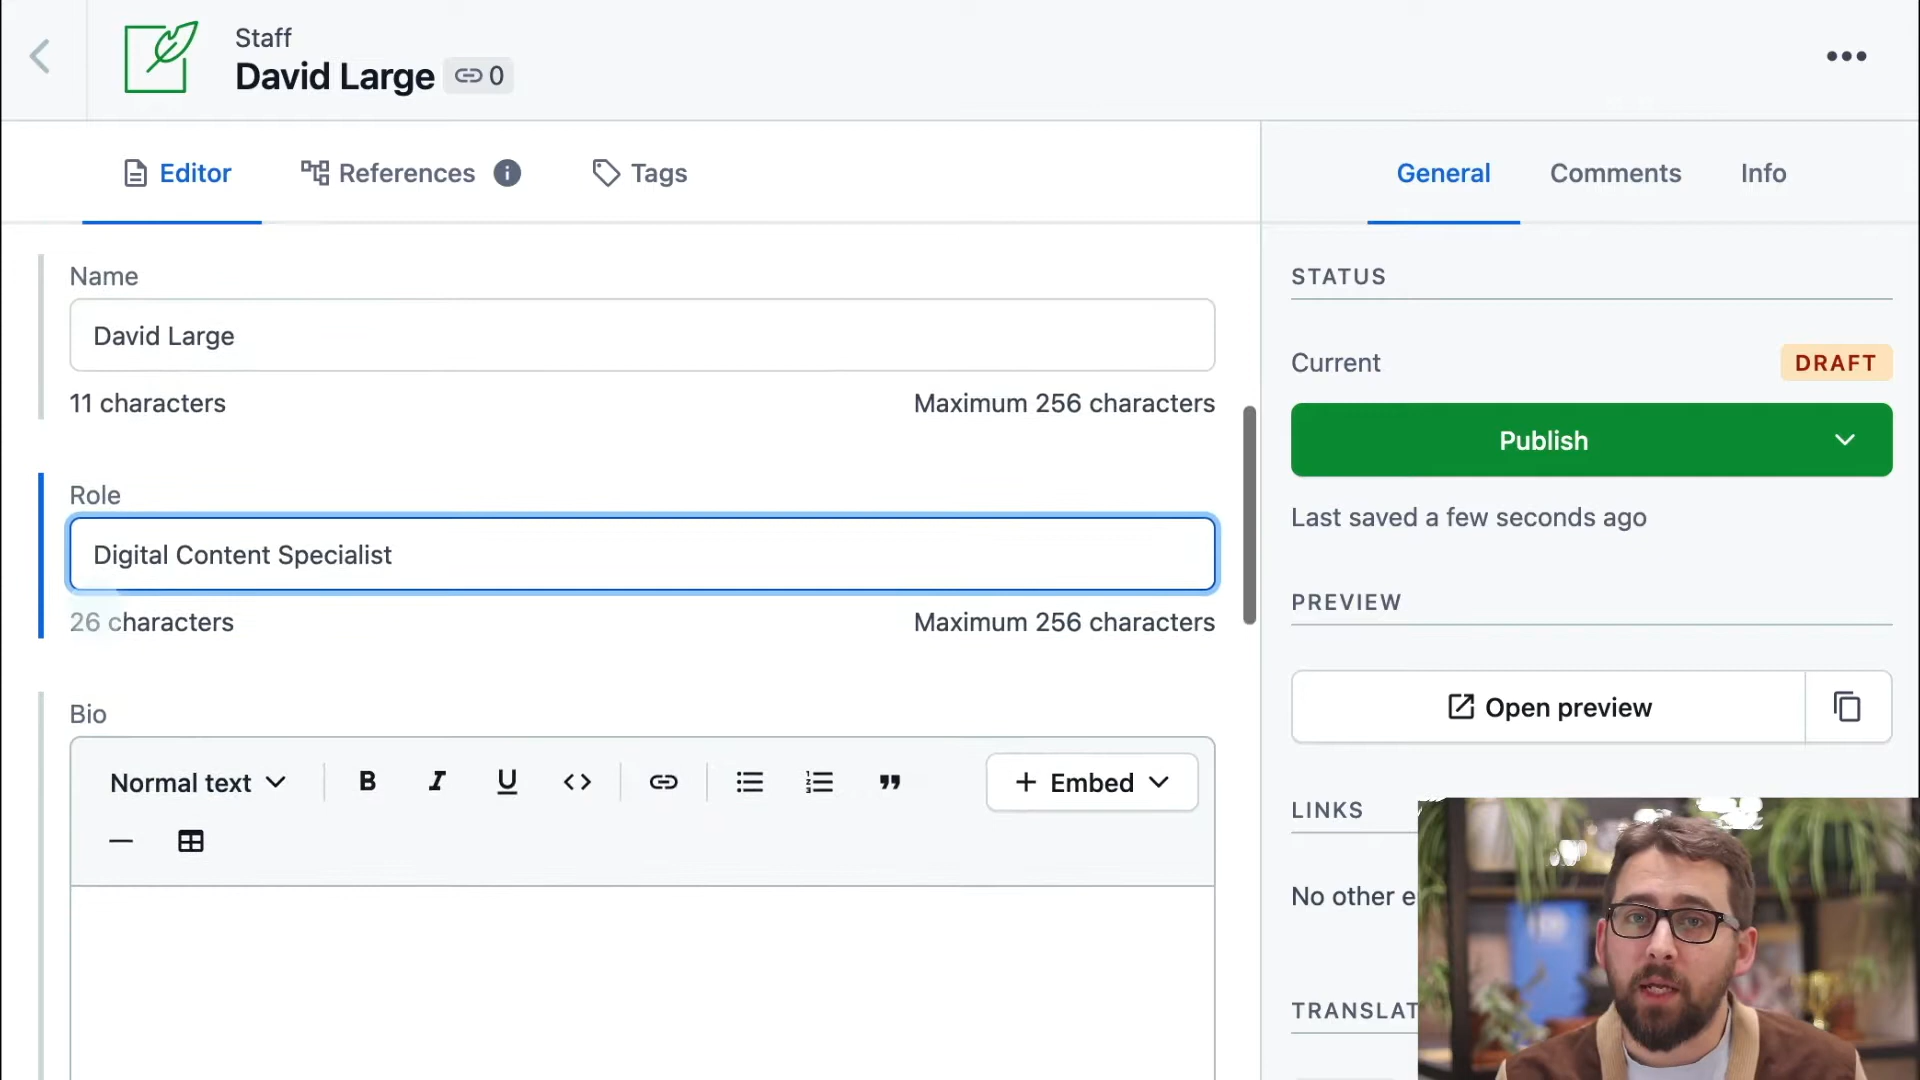 Staff
David Large 0
Editor
References
Tags
General
Comments
Info
Name
David Large
11 characters
Maximum 256 characters
Role
Digital Content Specialist
26 characters
Maximum 256 characters
Bio
Normal text
B I U
Embed
STATUS
Current
DRAFT
Publish
Last saved a few seconds ago
PREVIEW
Open preview
LINKS
No other
TRANSLAT